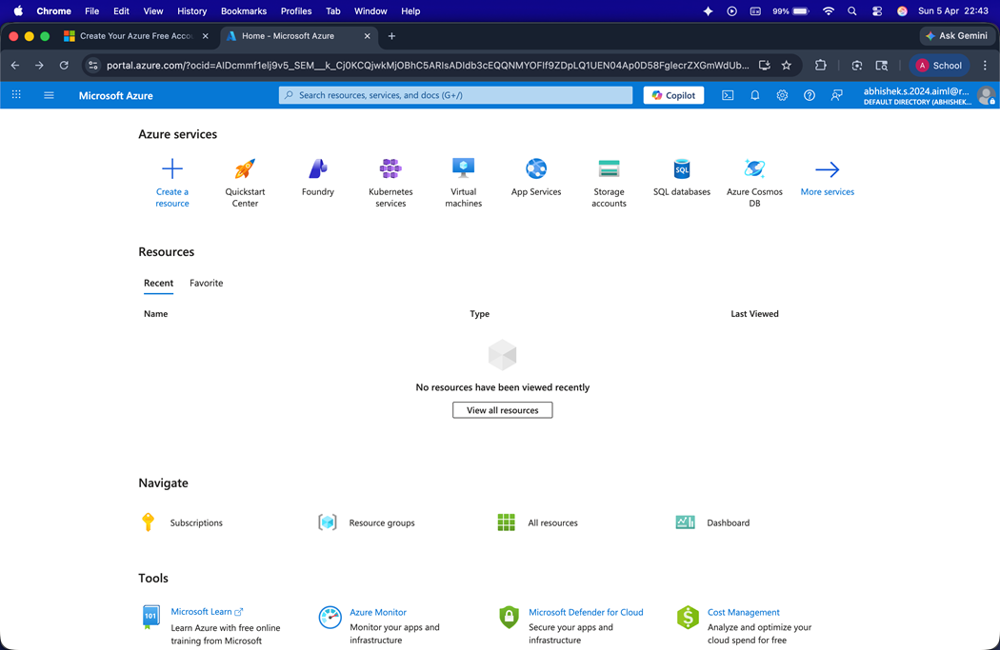 Chrome File Edit View History Bookmarks Profiles Tab Window Help 99% Sun 5 Apr 22:43
Create Your Azure Free Acco
Home - Microsoft Azure
Ask Gemini
School
Microsoft Azure
Search resources, services, and docs (G+/)
Copilot
abhishek.s.2024.aiml@r...
DEFAULT DIRECTORY (ABHISHEK...
Azure services
Create a
resource
Quickstart
Center
Foundry
Kubernetes
services
Virtual
machines
App Services
Storage
accounts
SQL
SQL databases
Azure Cosmos
DB
More services
Resources
Recent Favorite
Name Type Last Viewed
No resources have been viewed recently
View all resources
Navigate
Subscriptions Resource groups All resources Dashboard
Tools
101
Microsoft Learn
Learn Azure with free online
training from Microsoft
Azure Monitor
Monitor your apps and
infrastructure
Microsoft Defender for Cloud
Secure your apps and
infrastructure
Cost Management
Analyze and optimize your
cloud spend for free